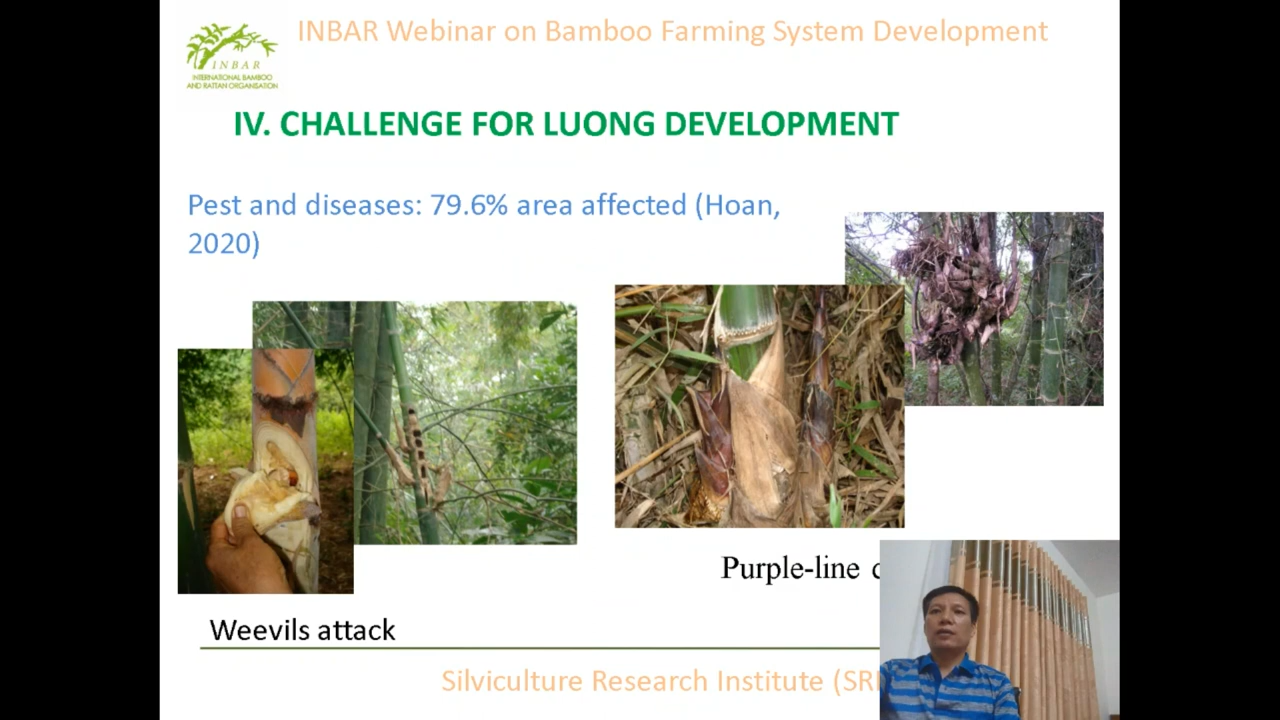 INBAR Webinar on Bamboo Farming System Development
INBAR
INTERNATIONAL BAMBOO
AND RATTAN ORGANISATION
IV. CHALLENGE FOR LUONG DEVELOPMENT
Pest and diseases: 79.6% area affected (Hoan,
2020)
Purple-line
Weevils attack
Silviculture Research Institute (SRI